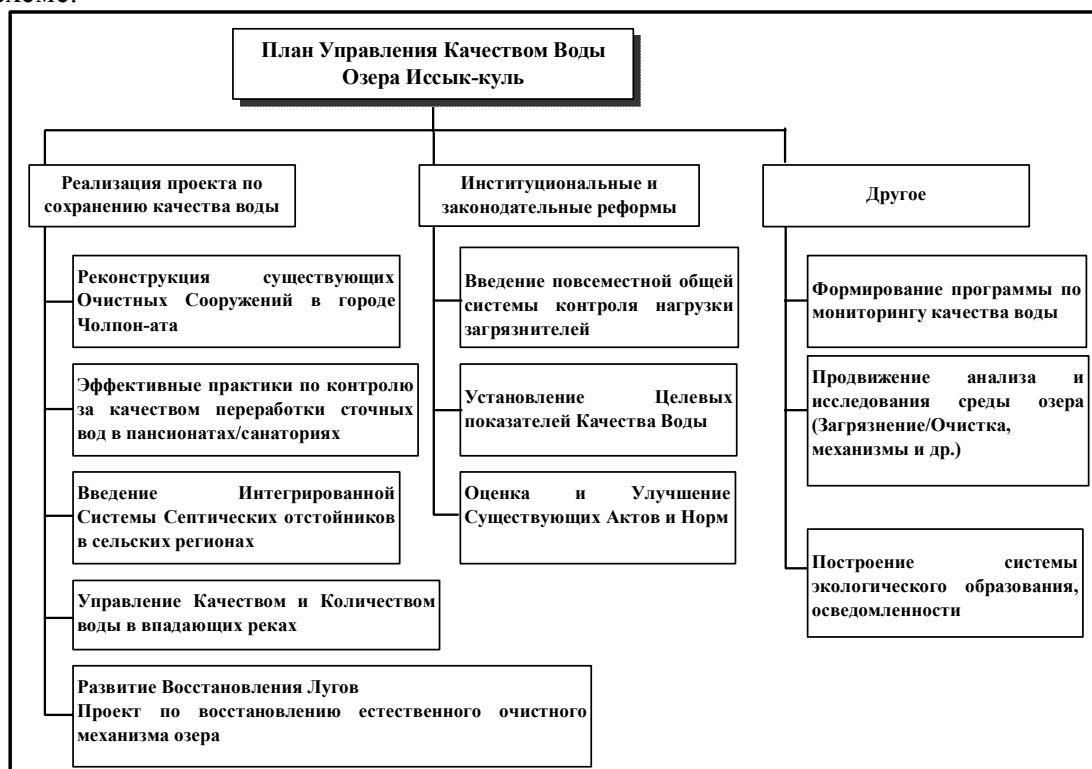 План Управления Качеством Воды
Озера Иссык-куль
Реализация проекта по
сохранению качества воды
Реконструкция существующих
Очистных Сооружений в городе
Чолпон-ата
Эффективные практики по контролю
за качеством переработки сточных
вод в пансионатах/санаториях
Введение Интегрированной
Системы Септических отстойников
в сельских регионах
Управление Качеством и Количеством
воды в впадающих реках
Развитие Восстановления Лугов
Проект по восстановлению естественного очистного
механизма озера
Институциональные и
законодательные реформы
Введение повсеместной общей
системы контроля нагрузки
загрязнителей
Установление Целевых
показателей Качества Воды
Оценка и Улучшение
Существующих Актов и Норм
Другое
Формирование программы по
мониторингу качества воды
Продвижение анализа и
исследования среды озера
(Загрязнение/Очистка,
механизмы и др.)
Построение системы
экологического образования,
осведомленности